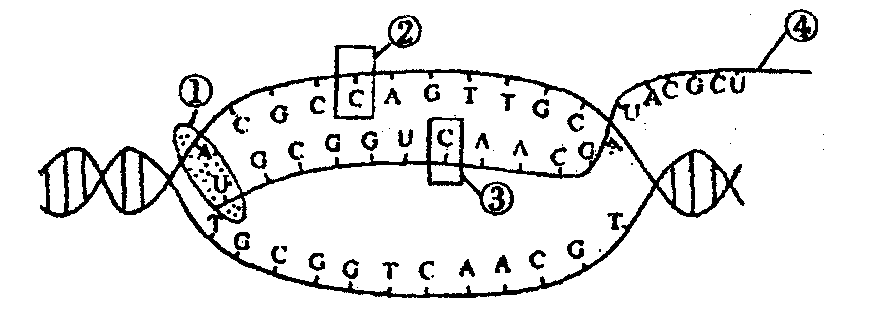 ①
②
③
④
A C G C C A G T T G C A
U G C G G U C A A C G A U A C G C U
T G C G G T C A A C G T